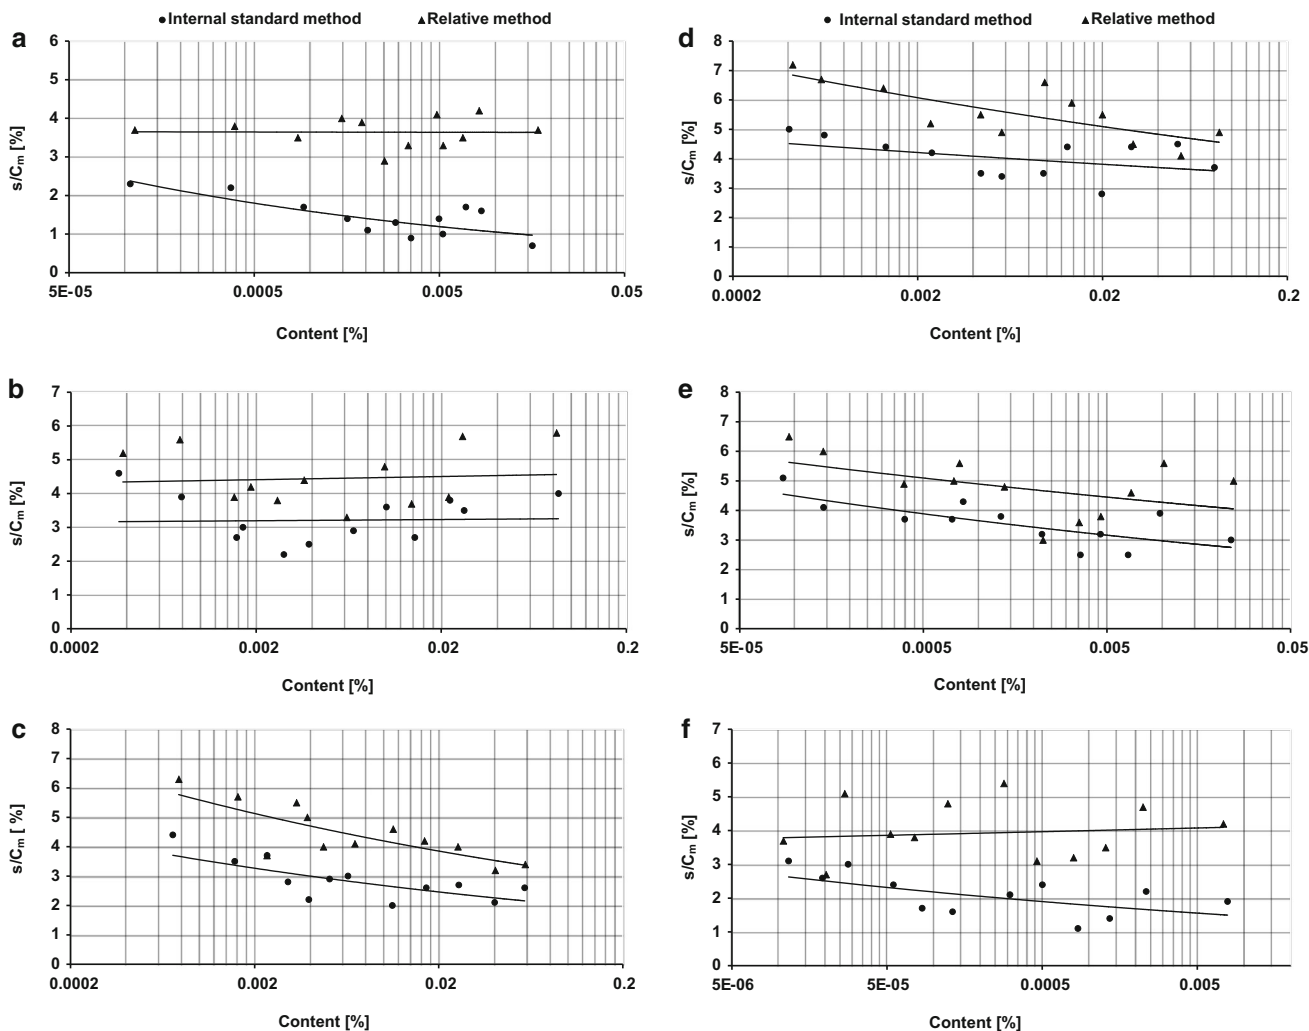 ●Internal standard method ▲Relative method
a
6
5
4
3
2
1
0
s/Cm [%]
5E-05 0.0005 0.005 0.05
Content [%]
b
7
6
5
4
3
2
1
0
s/Cm [%]
0.0002 0.002 0.02 0.2
Content [%]
c
8
7
6
5
4
3
2
1
0
s/Cm [ %]
0.0002 0.002 0.02 0.2
Content [%]
● Internal standard method ▲Relative method
d
8
7
6
5
4
3
2
1
0
s/Cm [%]
0.0002 0.002 0.02 0.2
Content [%]
e
8
7
6
5
4
3
2
1
0
s/Cm [%]
5E-05 0.0005 0.005 0.05
Content [%]
f
7
6
5
4
3
2
1
0
s/Cm [%]
5E-06 5E-05 0.0005 0.005
Content [%]